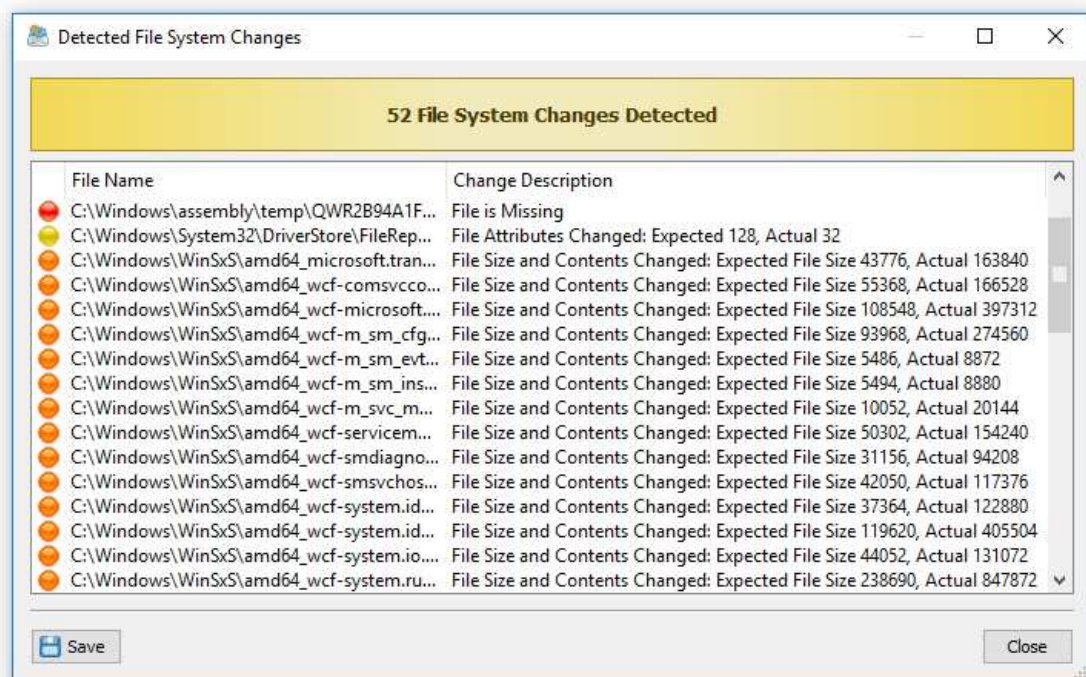 Detected File System Changes
52 File System Changes Detected
File Name Change Description
C:\Windows\assembly\temp\QWR2B94A1F... File is Missing
C:\Windows\System32\DriverStore\FileRep... File Attributes Changed: Expected 128, Actual 32
C:\Windows\WinSxS\amd64_microsoft.tran... File Size and Contents Changed: Expected File Size 43776, Actual 163840
C:\Windows\WinSxS\amd64_wcf-comsvcco... File Size and Contents Changed: Expected File Size 55368, Actual 166528
C:\Windows\WinSxS\amd64_wcf-microsoft.... File Size and Contents Changed: Expected File Size 108548, Actual 397312
C:\Windows\WinSxS\amd64_wcf-m_sm_cfg... File Size and Contents Changed: Expected File Size 93968, Actual 274560
C:\Windows\WinSxS\amd64_wcf-m_sm_evt... File Size and Contents Changed: Expected File Size 5486, Actual 8872
C:\Windows\WinSxS\amd64_wcf-m_sm_ins... File Size and Contents Changed: Expected File Size 5494, Actual 8880
C:\Windows\WinSxS\amd64_wcf-m_svc_m... File Size and Contents Changed: Expected File Size 10052, Actual 20144
C:\Windows\WinSxS\amd64_wcf-servicem... File Size and Contents Changed: Expected File Size 50302, Actual 154240
C:\Windows\WinSxS\amd64_wcf-smdiagno... File Size and Contents Changed: Expected File Size 31156, Actual 94208
C:\Windows\WinSxS\amd64_wcf-smsvchos... File Size and Contents Changed: Expected File Size 42050, Actual 117376
C:\Windows\WinSxS\amd64_wcf-system.id... File Size and Contents Changed: Expected File Size 37364, Actual 122880
C:\Windows\WinSxS\amd64_wcf-system.id... File Size and Contents Changed: Expected File Size 119620, Actual 405504
C:\Windows\WinSxS\amd64_wcf-system.io.... File Size and Contents Changed: Expected File Size 44052, Actual 131072
C:\Windows\WinSxS\amd64_wcf-system.ru... File Size and Contents Changed: Expected File Size 238690, Actual 847872
Save Close